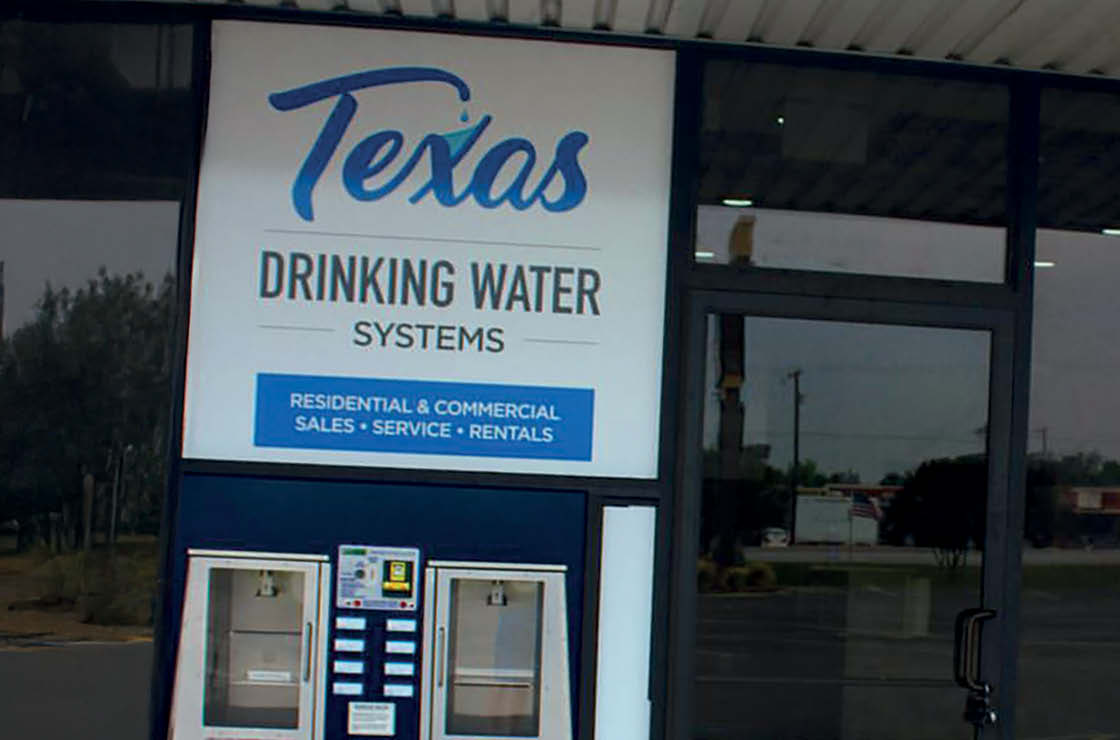 Texas
DRINKING WATER
SYSTEMS
RESIDENTIAL & COMMERCIAL
SALES • SERVICE • RENTALS